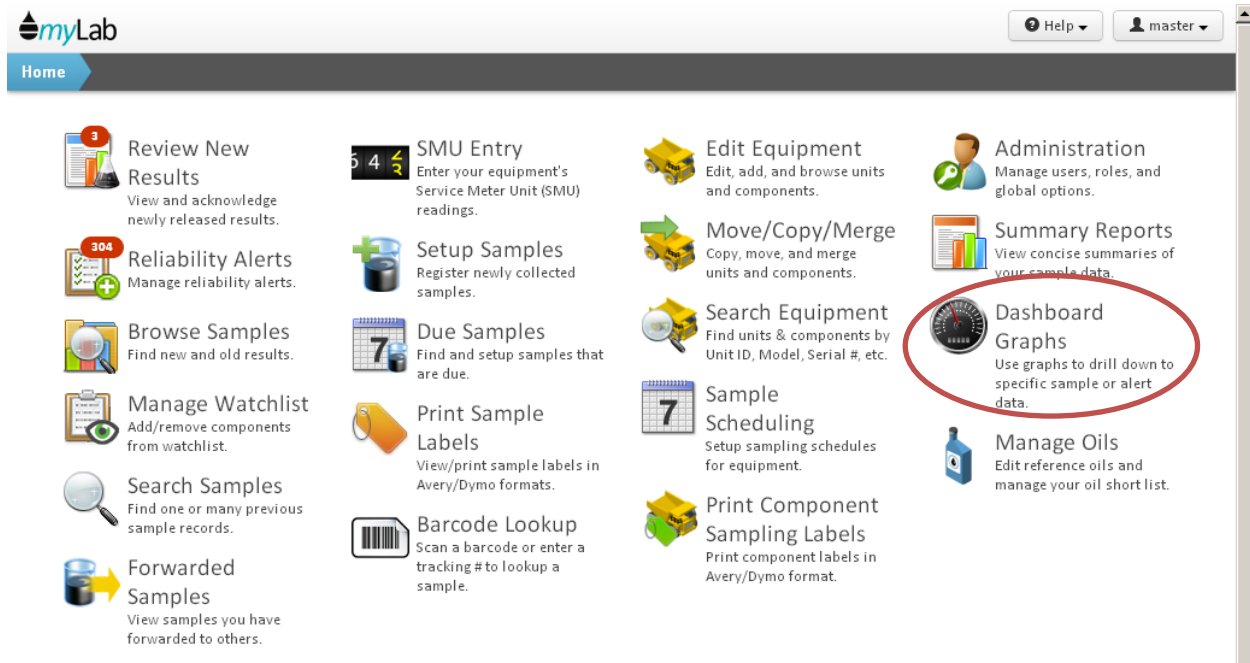 myLab
Help
master
Home
3
Review New
Results
View and acknowledge
newly released results.
304
Reliability Alerts
Manage reliability alerts.
Browse Samples
Find new and old results.
Manage Watchlist
Add/remove components
from watchlist.
Search Samples
Find one or many previous
sample records.
Forwarded
Samples
View samples you have
forwarded to others.
SMU Entry
Enter your equipment's
Service Meter Unit (SMU)
readings.
Setup Samples
Register newly collected
samples.
7
Due Samples
Find and setup samples that
are due.
Print Sample
Labels
View/print sample labels in
Avery/Dymo formats.
Barcode Lookup
Scan a barcode or enter a
tracking # to lookup a
sample.
Edit Equipment
Edit, add, and browse units
and components.
Move/Copy/Merge
Copy, move, and merge
units and components.
Search Equipment
Find units & components by
Unit ID, Model, Serial #, etc.
7
Sample
Scheduling
Setup sampling schedules
for equipment.
Print Component
Sampling Labels
Print component labels in
Avery/Dymo format.
Administration
Manage users, roles, and
global options.
Summary Reports
View concise summaries of
your sample data.
Dashboard
Graphs
Use graphs to drill down to
specific sample or alert
data.
Manage Oils
Edit reference oils and
manage your oil short list.